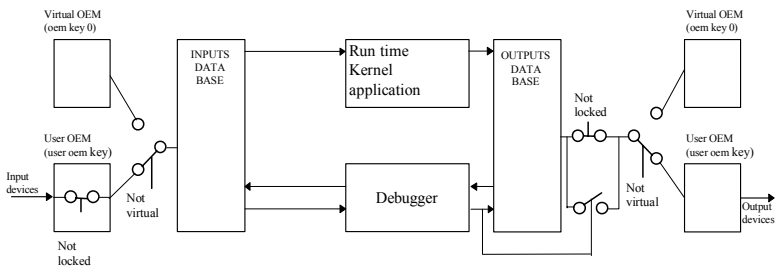 Virtual OEM
(oem key 0)
INPUTS
DATA
BASE
Run time
Kernel
application
OUTPUTS
DATA
BASE
Virtual OEM
(oem key 0)
Not
locked
User OEM
(user oem key)
User OEM
(user oem key)
Input
devices
Not
virtual
Debugger
Not
virtual
Output
devices
Not
locked